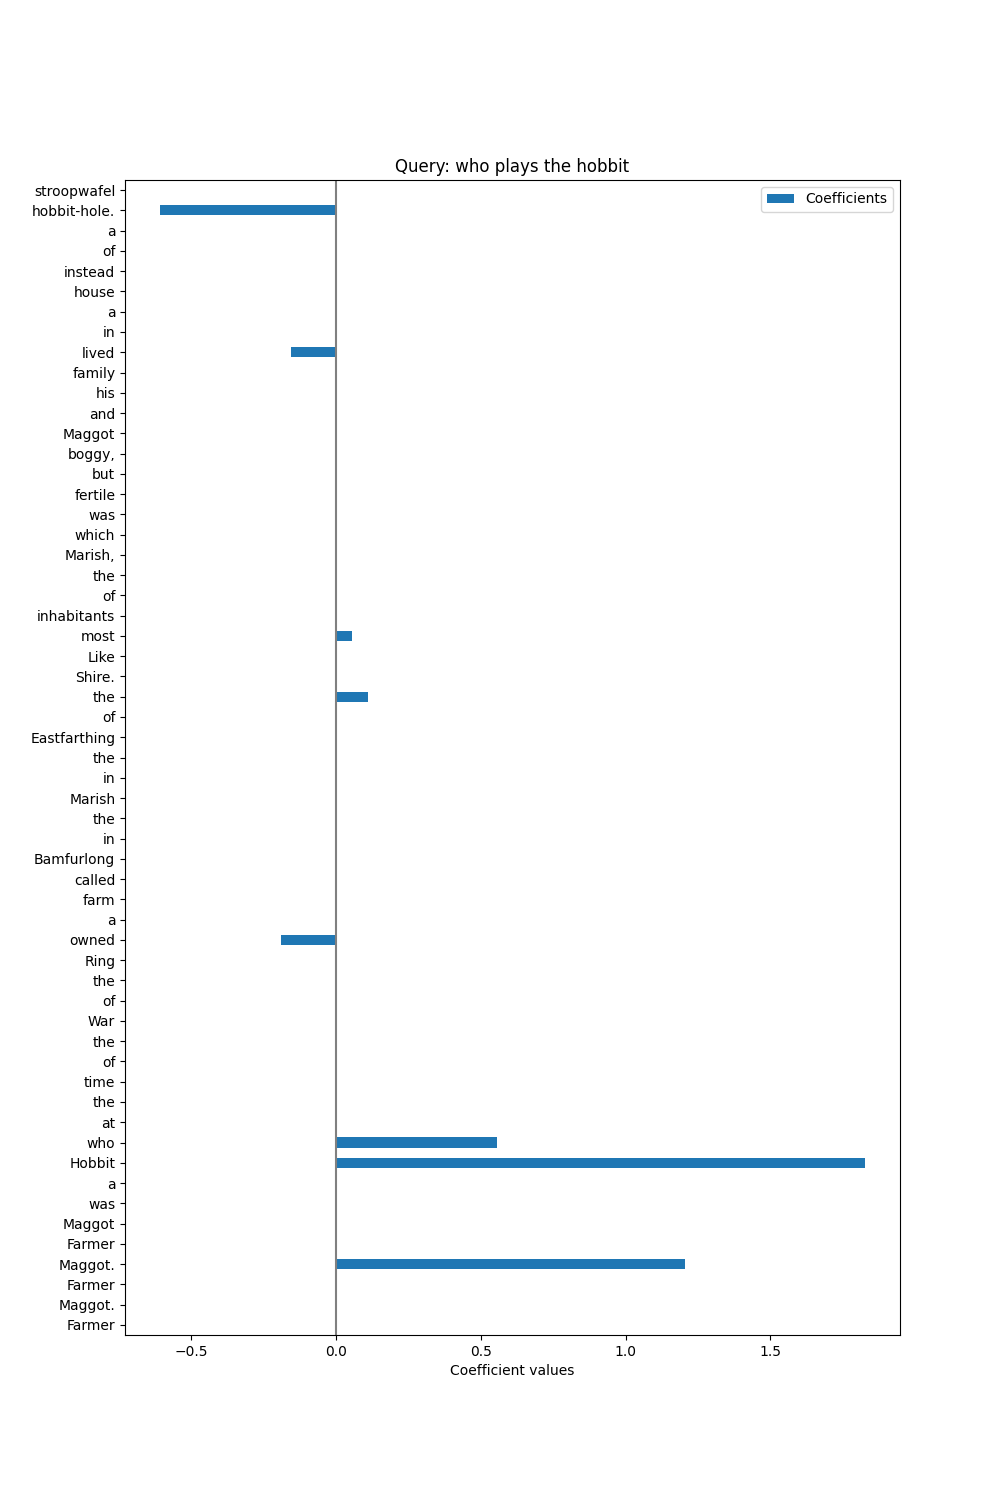 Query: who plays the hobbit
Coefficients
stroopwafel
hobbit-hole.
a
of
instead
house
a
in
lived
family
his
and
Maggot
boggy,
but
fertile
was
which
Marish,
the
of
inhabitants
most
Like
Shire.
the
of
Eastfarthing
the
in
Marish
the
in
Bamfurlong
called
farm
a
owned
Ring
the
of
War
the
of
time
the
at
who
Hobbit
a
was
Maggot
Farmer
Maggot.
Farmer
Maggot.
Farmer
−0.5 0.0 0.5 1.0 1.5
Coefficient values